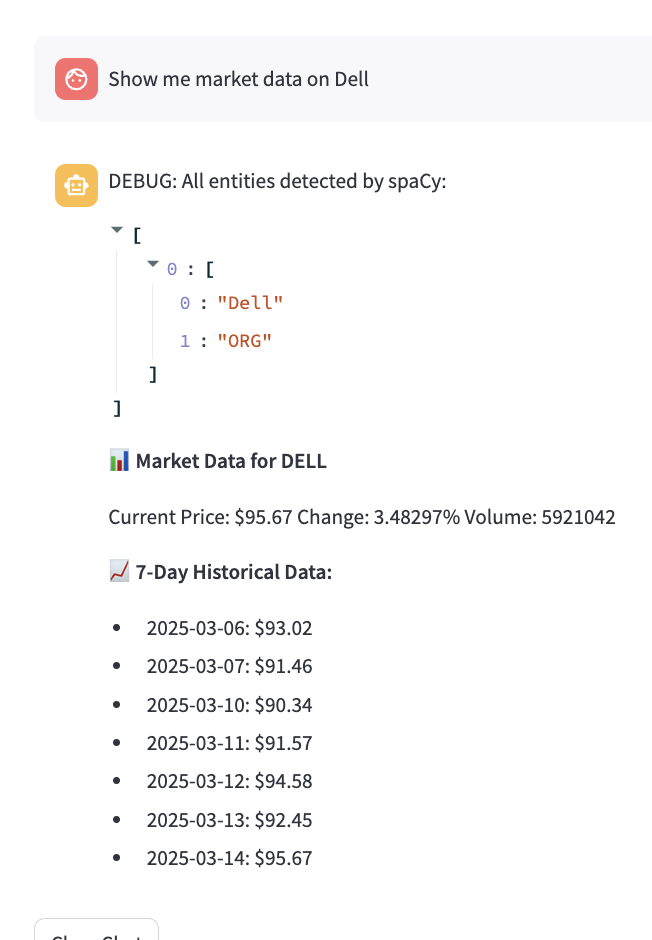 Show me market data on Dell
DEBUG: All entities detected by spaCy:
[
0 : [
0 : "Dell"
1 : "ORG"
]
]
📊 Market Data for DELL
Current Price: $95.67 Change: 3.48297% Volume: 5921042
📈 7-Day Historical Data:
• 2025-03-06: $93.02
• 2025-03-07: $91.46
• 2025-03-10: $90.34
• 2025-03-11: $91.57
• 2025-03-12: $94.58
• 2025-03-13: $92.45
• 2025-03-14: $95.67